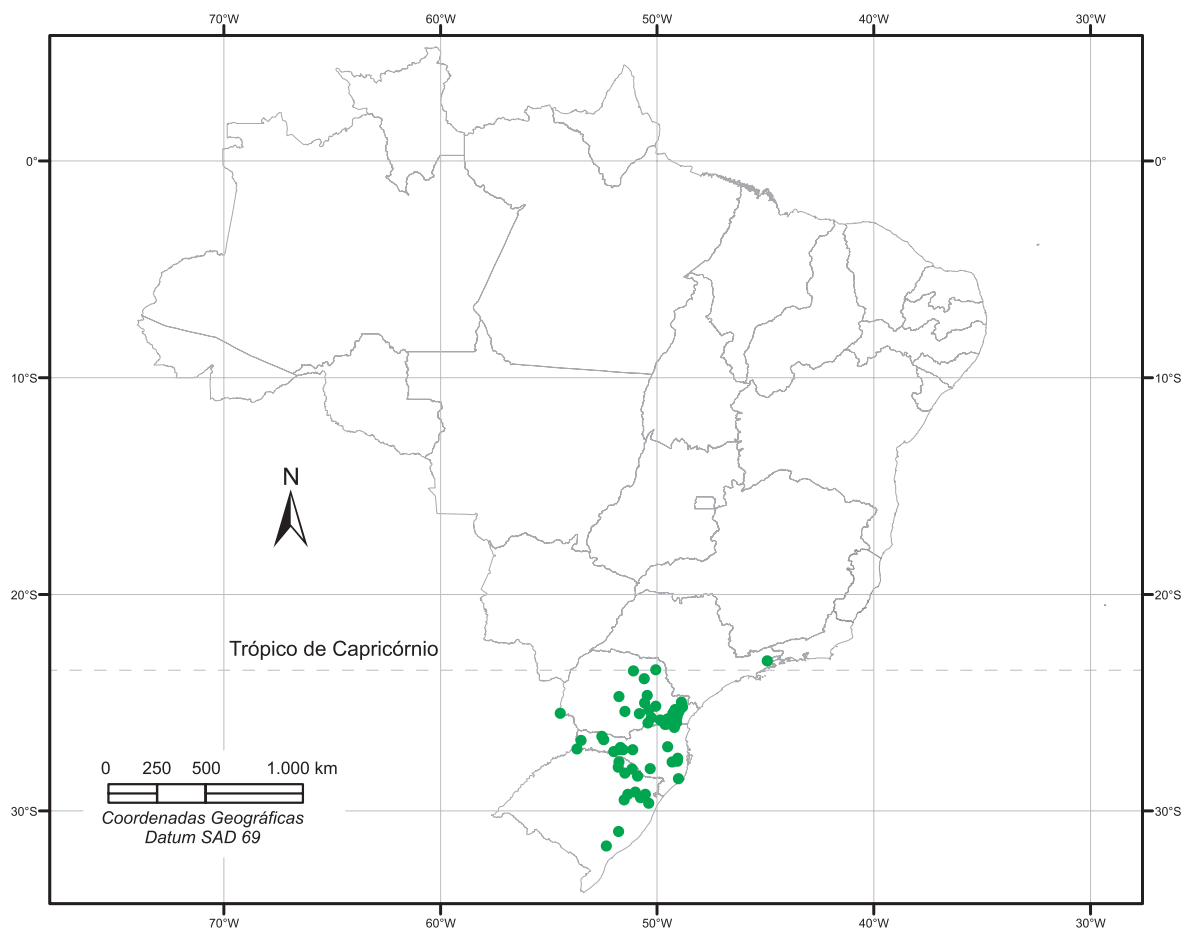 70°W 60°W 50°W 40°W 30°W
0° 0°
10°S 10°S
N
20°S 20°S
Trópico de Capricórnio
0 250 500 1.000 km
30°S 30°S
Coordenadas Geográficas
Datum SAD 69
70°W 60°W 50°W 40°W 30°W